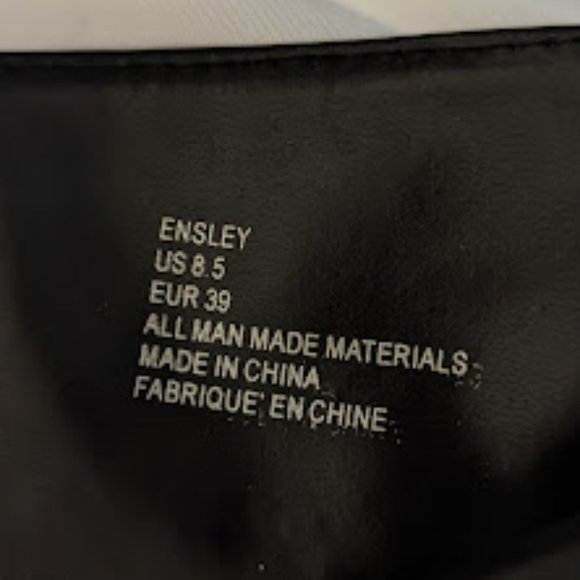 ENSLEY
US 8.5
EUR 39
ALL MAN MADE MATERIALS
MADE IN CHINA
FABRIQUE' EN CHINE